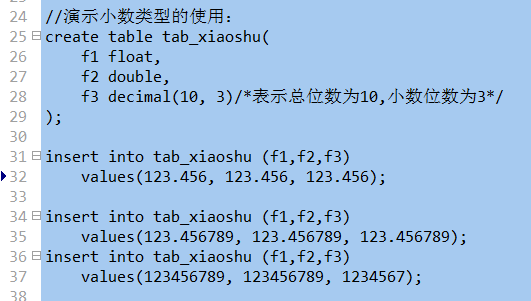 24 //演示小数类型的使用：
25 create table tab_xiaoshu(
26 f1 float,
27 f2 double,
28 f3 decimal(10, 3)/*表示总位数为10,小数位数为3*/
29 );
30
31 insert into tab_xiaoshu (f1,f2,f3)
32 values(123.456, 123.456, 123.456);
33
34 insert into tab_xiaoshu (f1,f2,f3)
35 values(123.456789, 123.456789, 123.456789);
36 insert into tab_xiaoshu (f1,f2,f3)
37 values(123456789, 123456789, 1234567);
38